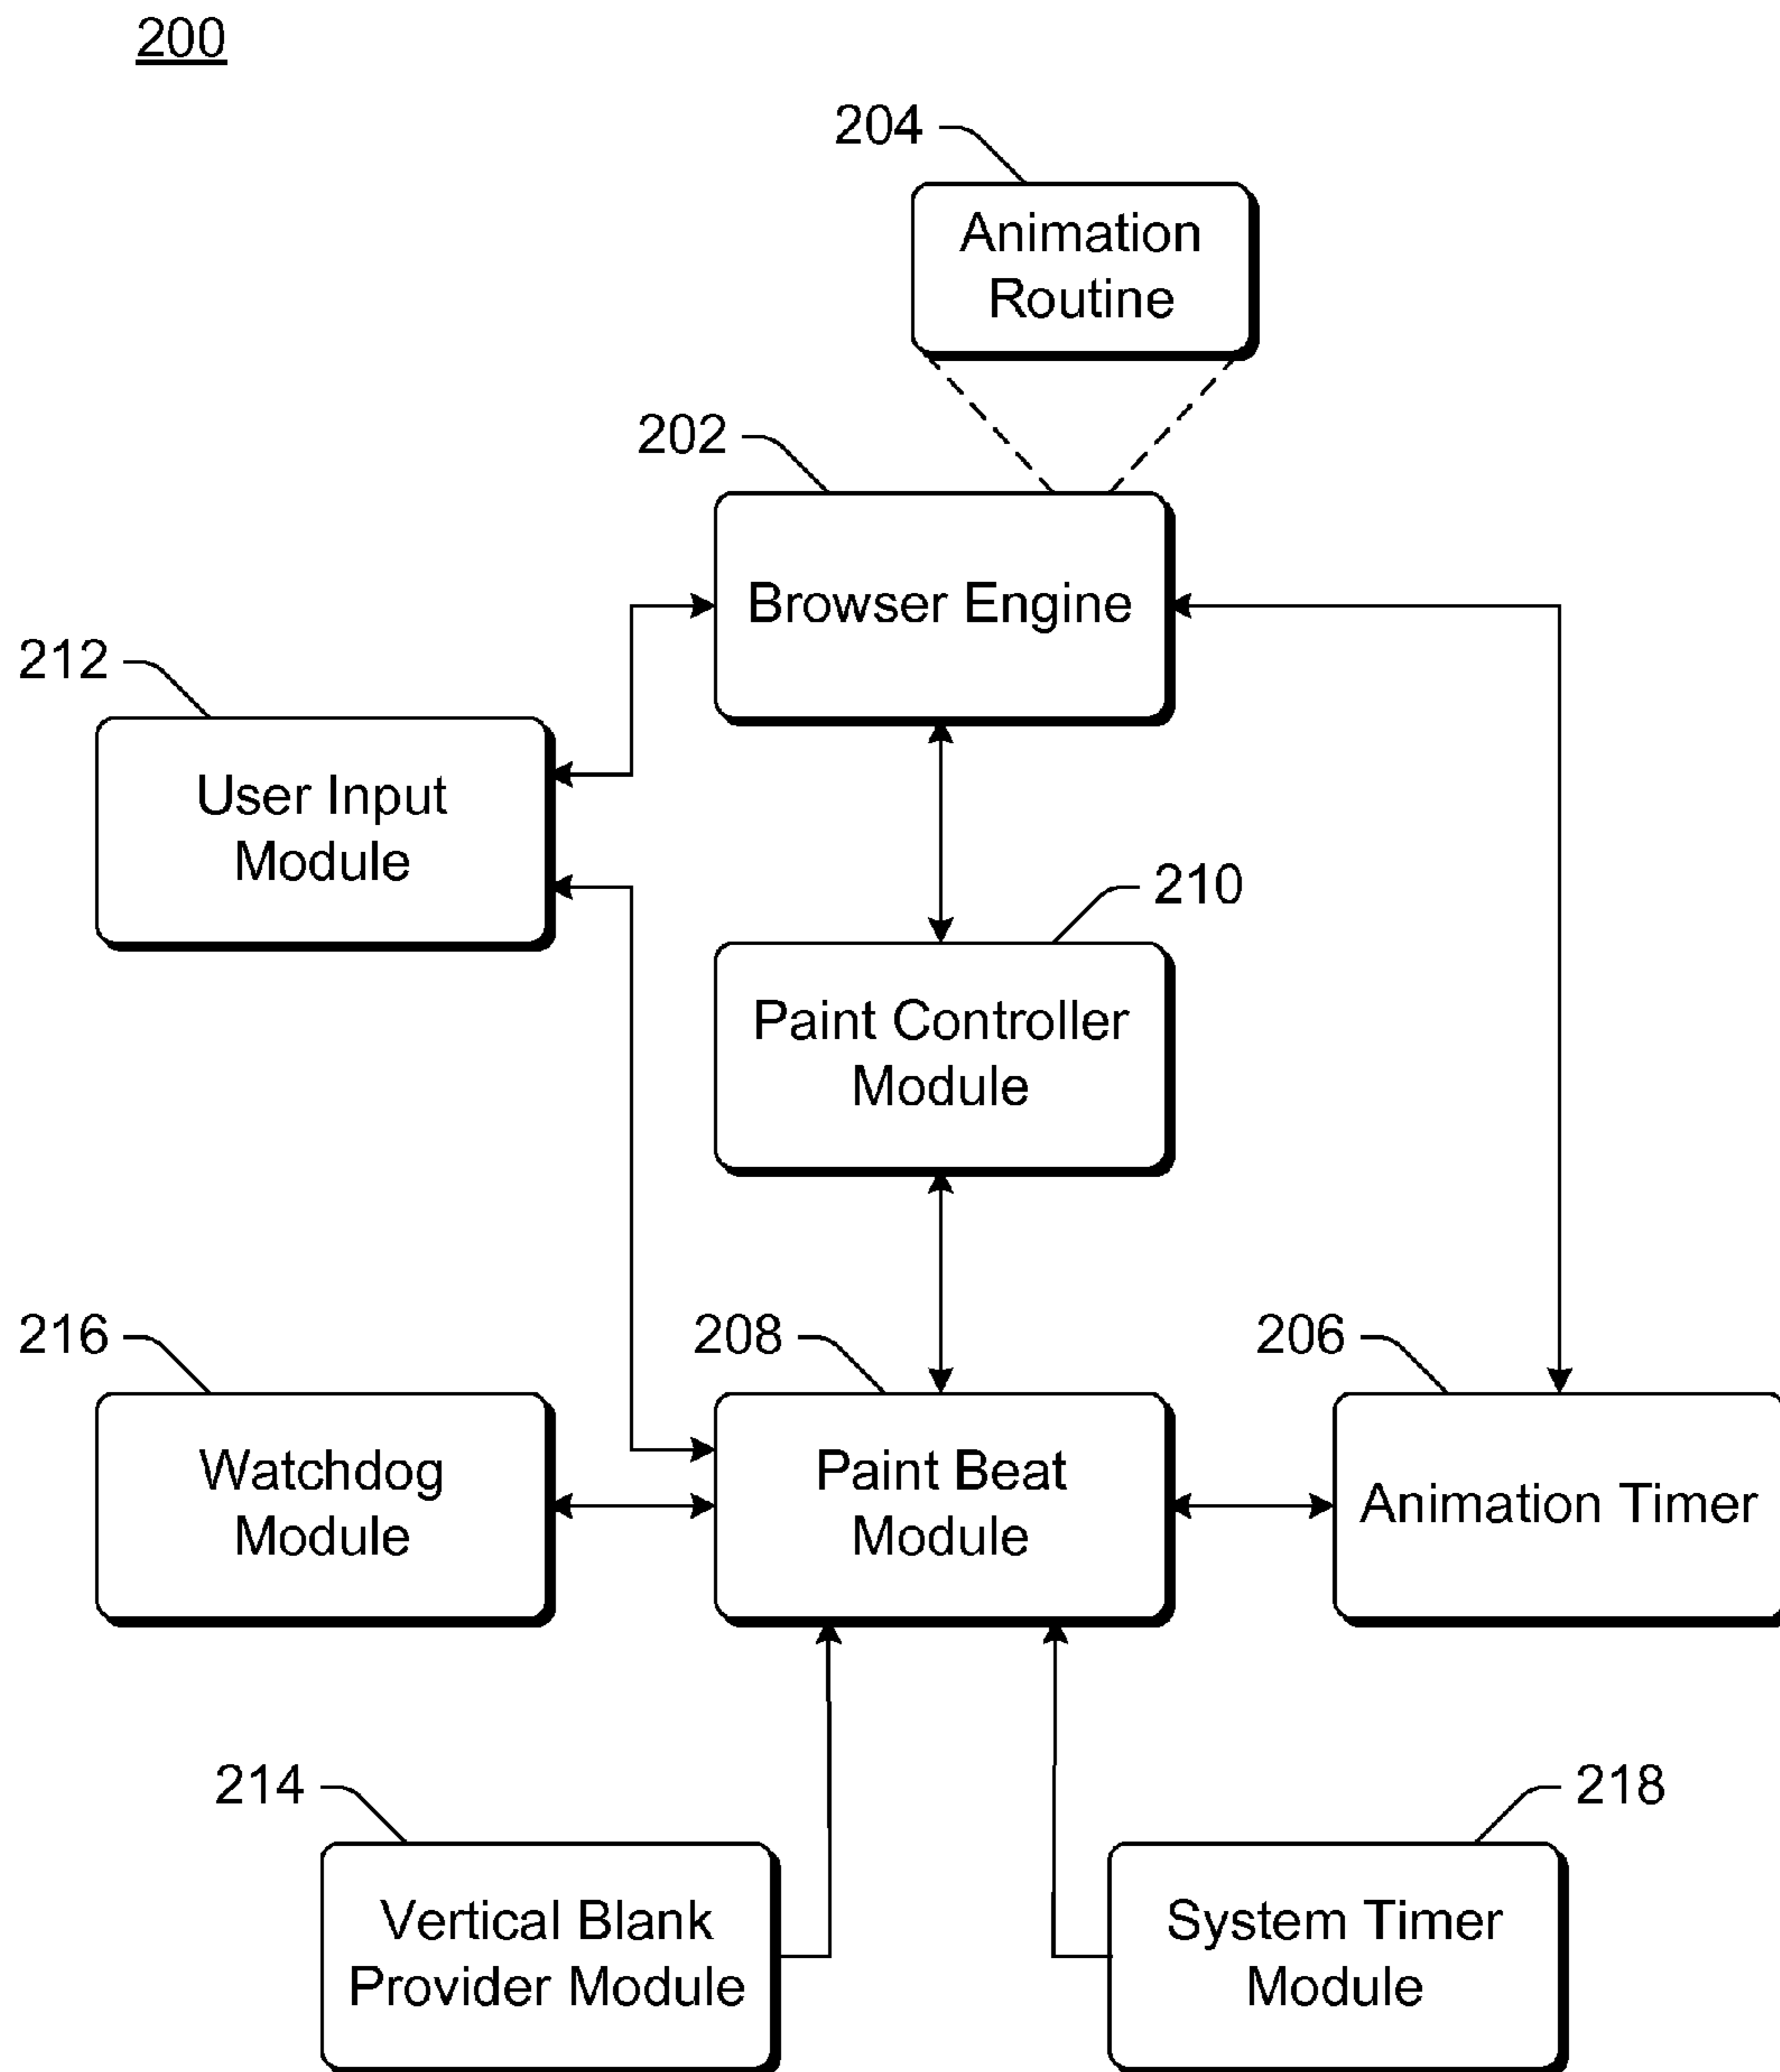 200
204
Animation
Routine
202
Browser Engine
212
User Input
Module
210
Paint Controller
Module
216
Watchdog
Module
208
Paint Beat
Module
206
Animation Timer
214
Vertical Blank
Provider Module
218
System Timer
Module